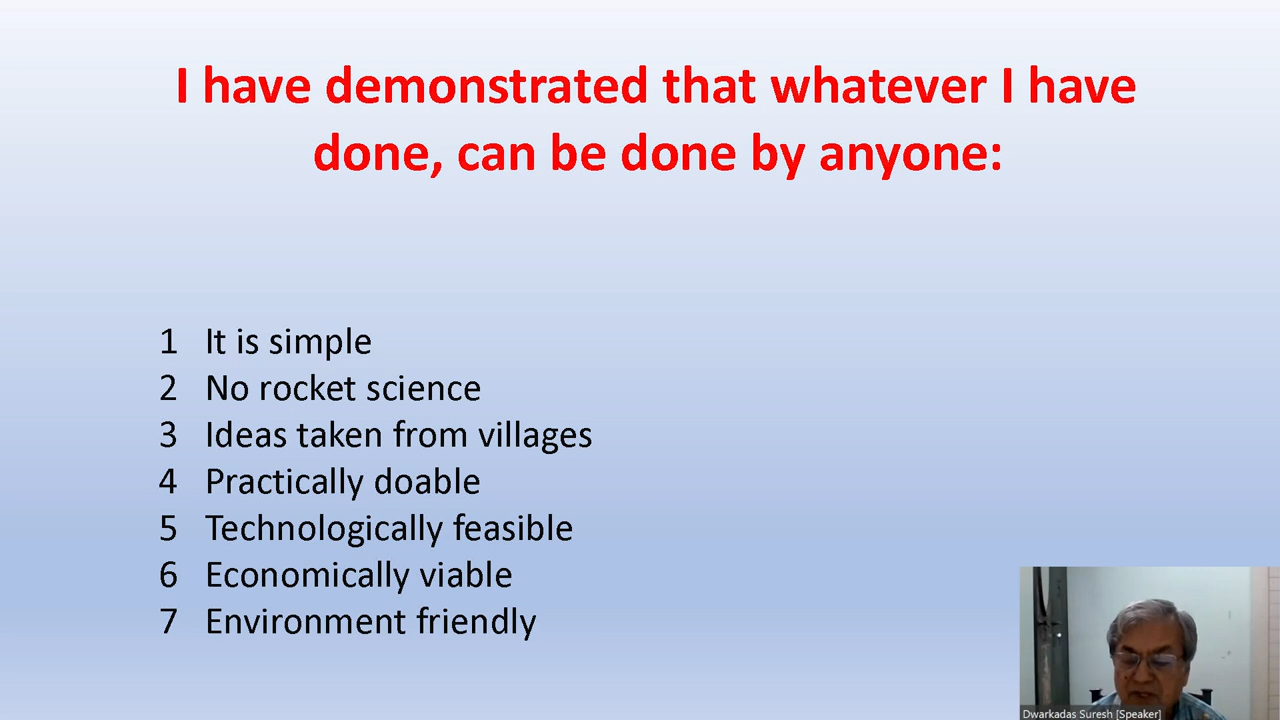 I have demonstrated that whatever I have
done, can be done by anyone:
1 It is simple
2 No rocket science
3 Ideas taken from villages
4 Practically doable
5 Technologically feasible
6 Economically viable
7 Environment friendly
Dwarkadas Suresh [Speaker]